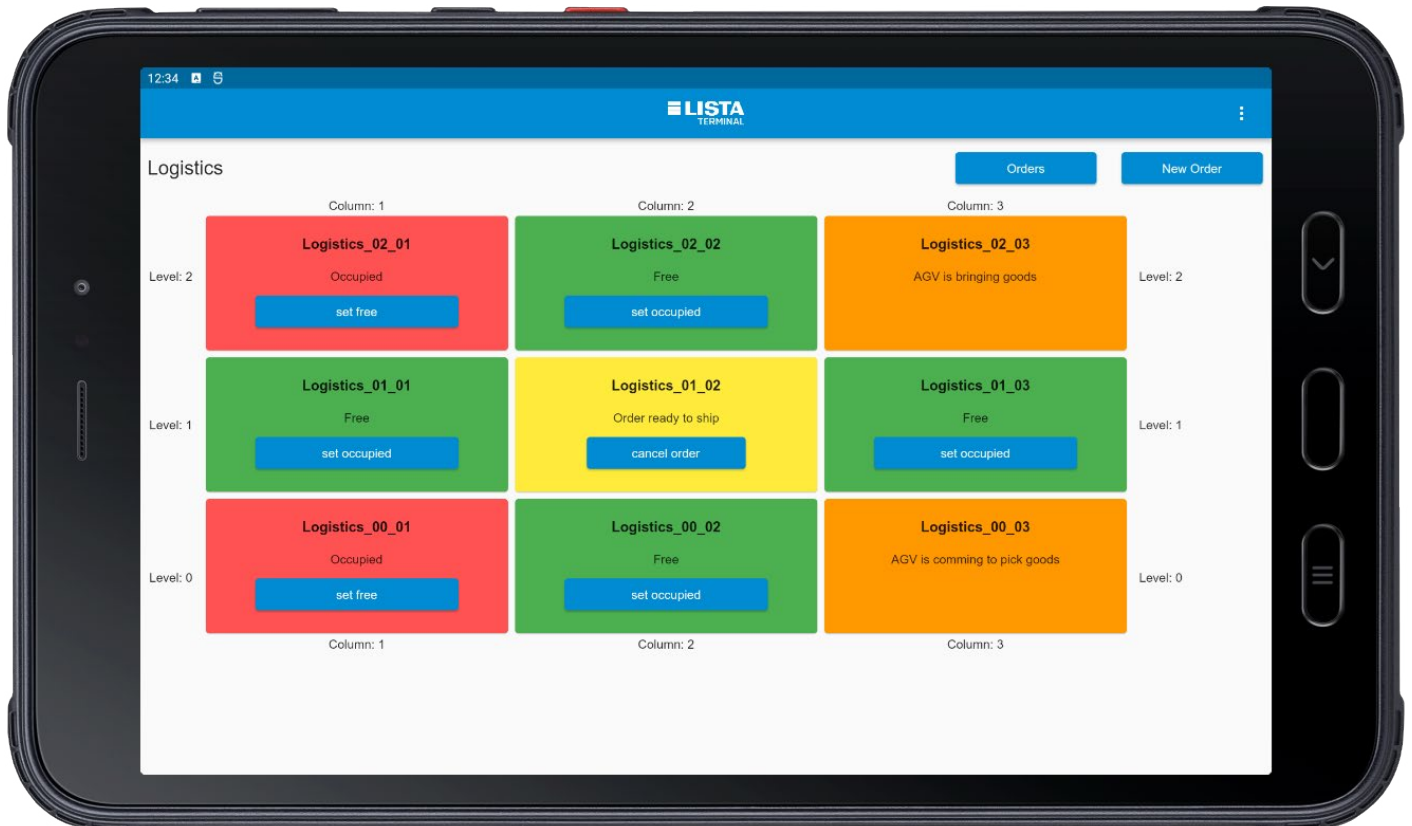 12:34
LISTA
TERMINAL
Logistics
Orders
New Order
Column: 1
Column: 2
Column: 3
Level: 2
Logistics_02_01
Occupied
set free
Logistics_02_02
Free
set occupied
Logistics_02_03
AGV is bringing goods
Level: 2
Level: 1
Logistics_01_01
Free
set occupied
Logistics_01_02
Order ready to ship
cancel order
Logistics_01_03
Free
set occupied
Level: 1
Level: 0
Logistics_00_01
Occupied
set free
Logistics_00_02
Free
set occupied
Logistics_00_03
AGV is comming to pick goods
Level: 0
Column: 1
Column: 2
Column: 3